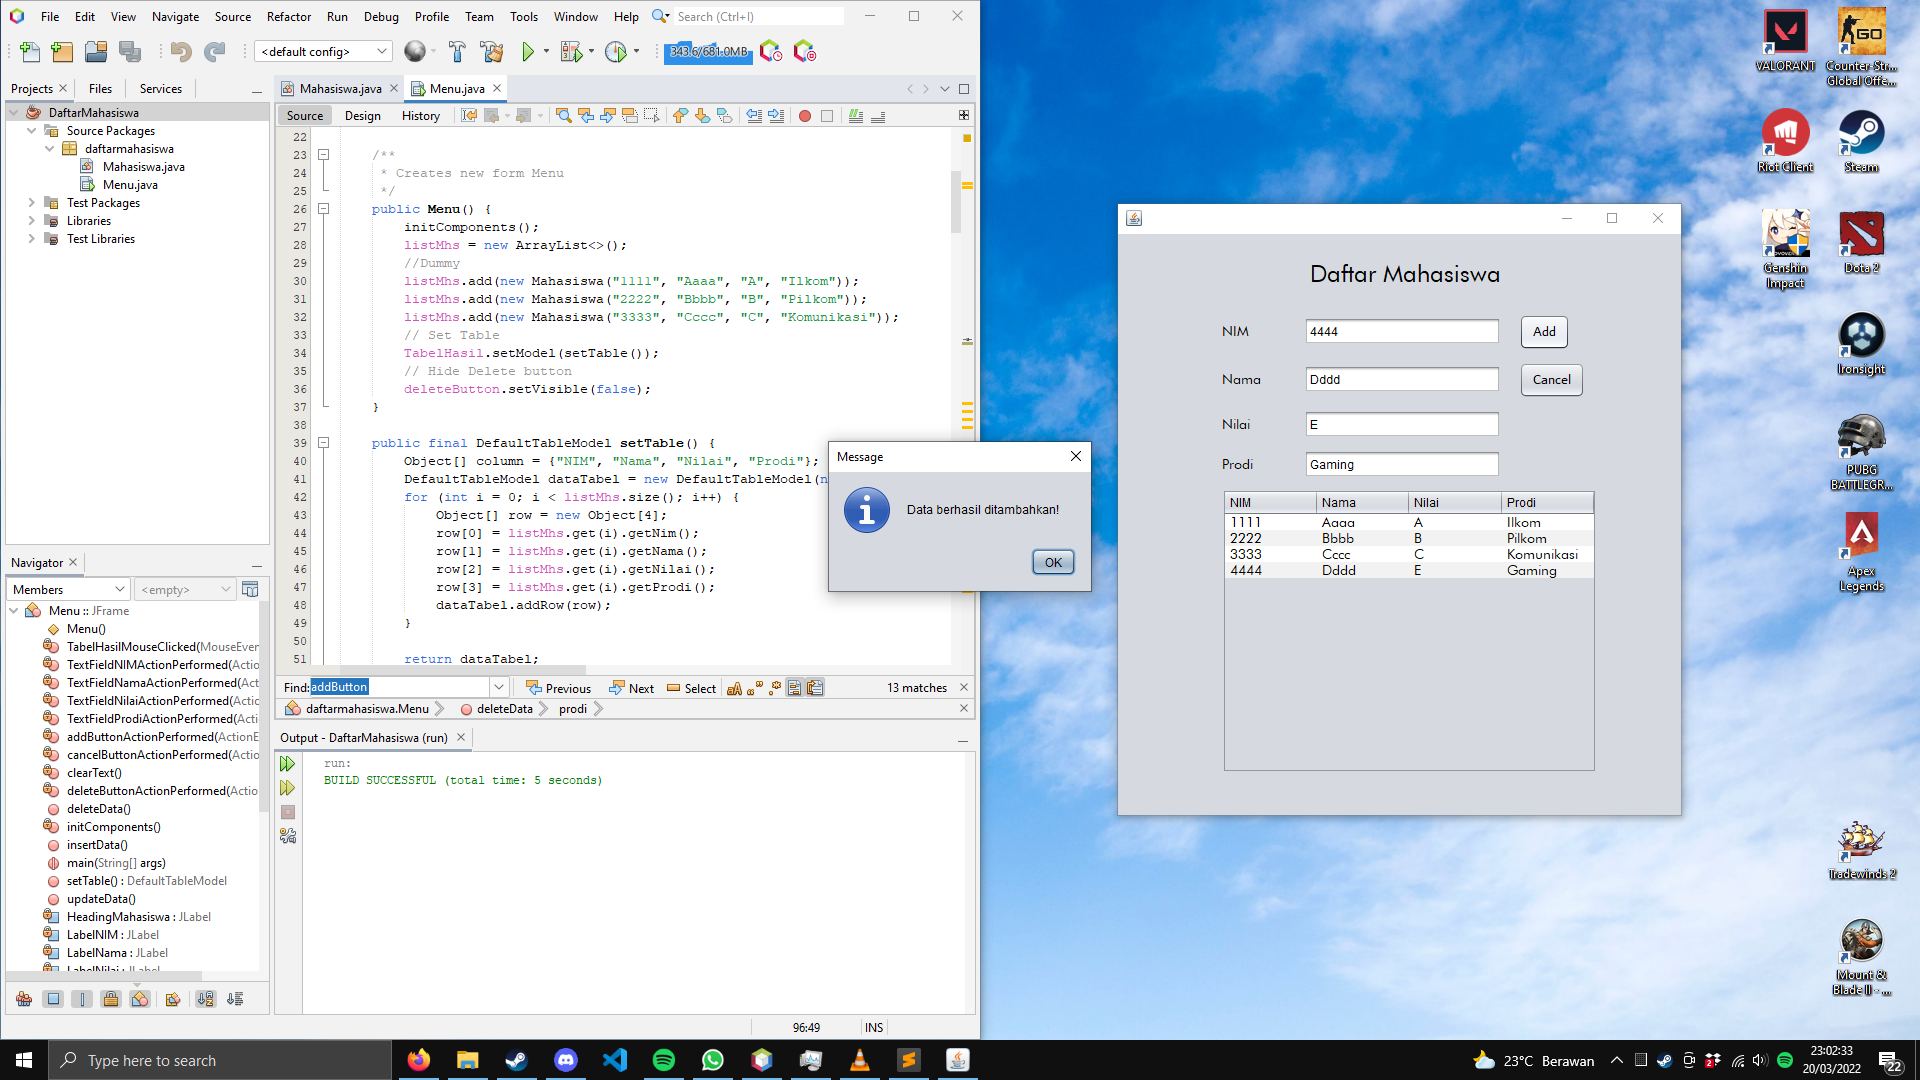 File Edit View Navigate Source Refactor Run Debug Profile Team Tools Window Help Search (Ctrl+I)
<default config> 343.6/681.0MB
Projects Files Services
DaftarMahasiswa
Source Packages
daftarmahasiswa
Mahasiswa.java
Menu.java
Test Packages
Libraries
Test Libraries
Mahasiswa.java Menu.java
Source Design History
22
23 /**
24 * Creates new form Menu
25 */
26 public Menu() {
27 initComponents();
28 listMhs = new ArrayList<>();
29 //Dummy
30 listMhs.add(new Mahasiswa("1111", "Aaaa", "A", "Ilkom"));
31 listMhs.add(new Mahasiswa("2222", "Bbbb", "B", "Pilkom"));
32 listMhs.add(new Mahasiswa("3333", "Cccc", "C", "Komunikasi"));
33 // Set Table
34 TabelHasil.setModel(setTable());
35 // Hide Delete button
36 deleteButton.setVisible(false);
37 }
38
39 public final DefaultTableModel setTable() {
40 Object[] column = {"NIM", "Nama", "Nilai", "Prodi"};
41 DefaultTableModel dataTabel = new DefaultTableModel(n
42 for (int i = 0; i < listMhs.size(); i++) {
43 Object[] row = new Object[4];
44 row[0] = listMhs.get(i).getNim();
45 row[1] = listMhs.get(i).getNama();
46 row[2] = listMhs.get(i).getNilai();
47 row[3] = listMhs.get(i).getProdi();
48 dataTabel.addRow(row);
49 }
50
51 return dataTabel;
Find: addButton Previous Next Select 13 matches
daftarmahasiswa.Menu deleteData prodi
Navigator
Members <empty>
Menu :: JFrame
Menu()
TabelHasilMouseClicked(MouseEven
TextFieldNIMActionPerformed(Actio
TextFieldNamaActionPerformed(Act
TextFieldNilaiActionPerformed(Actio
TextFieldProdiActionPerformed(Actio
addButtonActionPerformed(ActionE
cancelButtonActionPerformed(Actio
clearText()
deleteButtonActionPerformed(Actio
deleteData()
initComponents()
insertData()
main(String[] args)
setTable() : DefaultTableModel
updateData()
HeadingMahasiswa : JLabel
LabelNIM : JLabel
LabelNama : JLabel
LabelNilai : JLabel
Output - DaftarMahasiswa (run)
run:
BUILD SUCCESSFUL (total time: 5 seconds)
96:49 INS
Message
Data berhasil ditambahkan!
OK
Daftar Mahasiswa
NIM 4444 Add
Nama Dddd Cancel
Nilai E
Prodi Gaming
NIM Nama Nilai Prodi
1111 Aaaa A Ilkom
2222 Bbbb B Pilkom
3333 Cccc C Komunikasi
4444 Dddd E Gaming
VALORANT
Counter-Str...
Global Offe...
GO
Riot Client
Steam
Genshin
Impact
Dota 2
Ironsight
PUBG
BATTLEGR...
Apex
Legends
Tradewinds 2
Mount &
Blade II - ...
Type here to search
23°C Berawan
23:02:33
20/03/2022
22